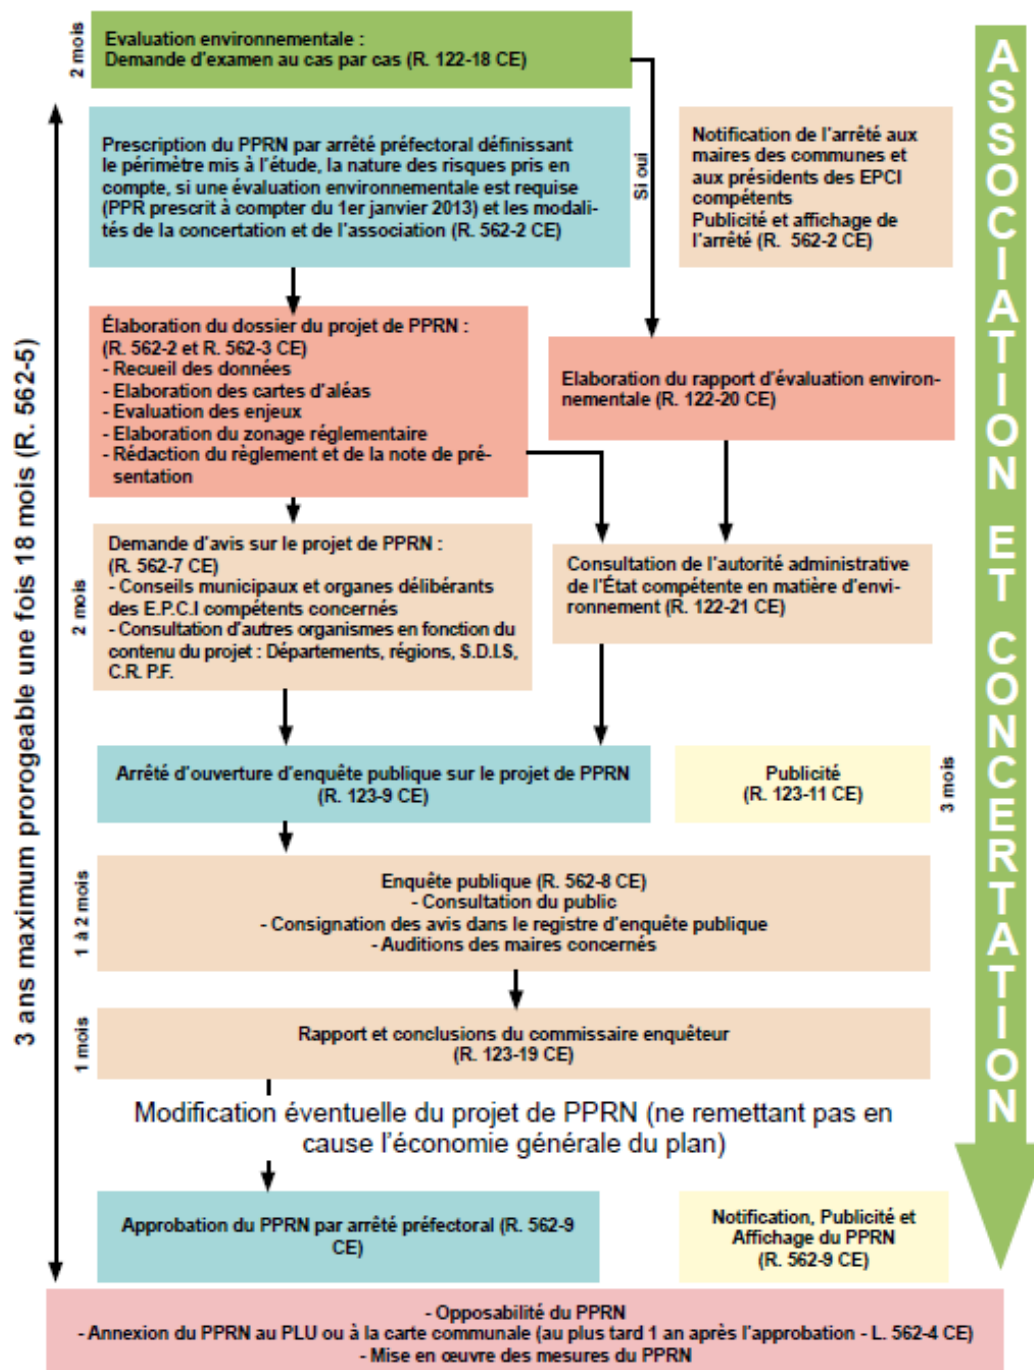 2 mois
Evaluation environnementale :
Demande d'examen au cas par cas (R. 122-18 CE)
Prescription du PPRN par arrêté préfectoral définissant
le périmètre mis à l'étude, la nature des risques pris en
compte, si une évaluation environnementale est requise
(PPR prescrit à compter du 1er janvier 2013) et les modali-
tés de la concertation et de l'association (R. 562-2 CE)
Si oui
Notification de l'arrêté aux
maires des communes et
aux présidents des EPCI
compétents
Publicité et affichage de
l'arrêté (R. 562-2 CE)
3 ans maximum prorogeable une fois 18 mois (R. 562-5)
Élaboration du dossier du projet de PPRN :
(R. 562-2 et R. 562-3 CE)
- Recueil des données
- Elaboration des cartes d'aléas
- Evaluation des enjeux
- Elaboration du zonage réglementaire
- Rédaction du règlement et de la note de pré-
sentation
Elaboration du rapport d'évaluation environ-
nementale (R. 122-20 CE)
2 mois
Demande d'avis sur le projet de PPRN :
(R. 562-7 CE)
- Conseils municipaux et organes délibérants
des E.P.C.I compétents concernés
- Consultation d'autres organismes en fonction du
contenu du projet : Départements, régions, S.D.I.S,
C.R. P.F.
Consultation de l'autorité administrative
de l'État compétente en matière d'envi-
ronnement (R. 122-21 CE)
Arrêté d'ouverture d'enquête publique sur le projet de PPRN
(R. 123-9 CE)
Publicité
(R. 123-11 CE)
3 mois
1 à 2 mois
Enquête publique (R. 562-8 CE)
- Consultation du public
- Consignation des avis dans le registre d'enquête publique
- Auditions des maires concernés
1 mois
Rapport et conclusions du commissaire enquêteur
(R. 123-19 CE)
Modification éventuelle du projet de PPRN (ne remettant pas en
cause l'économie générale du plan)
Approbation du PPRN par arrêté préfectoral (R. 562-9
CE)
Notification, Publicité et
Affichage du PPRN
(R. 562-9 CE)
- Opposabilité du PPRN
- Annexion du PPRN au PLU ou à la carte communale (au plus tard 1 an après l'approbation - L. 562-4 CE)
- Mise en œuvre des mesures du PPRN
ASSOCIATION ET CONCERTATION